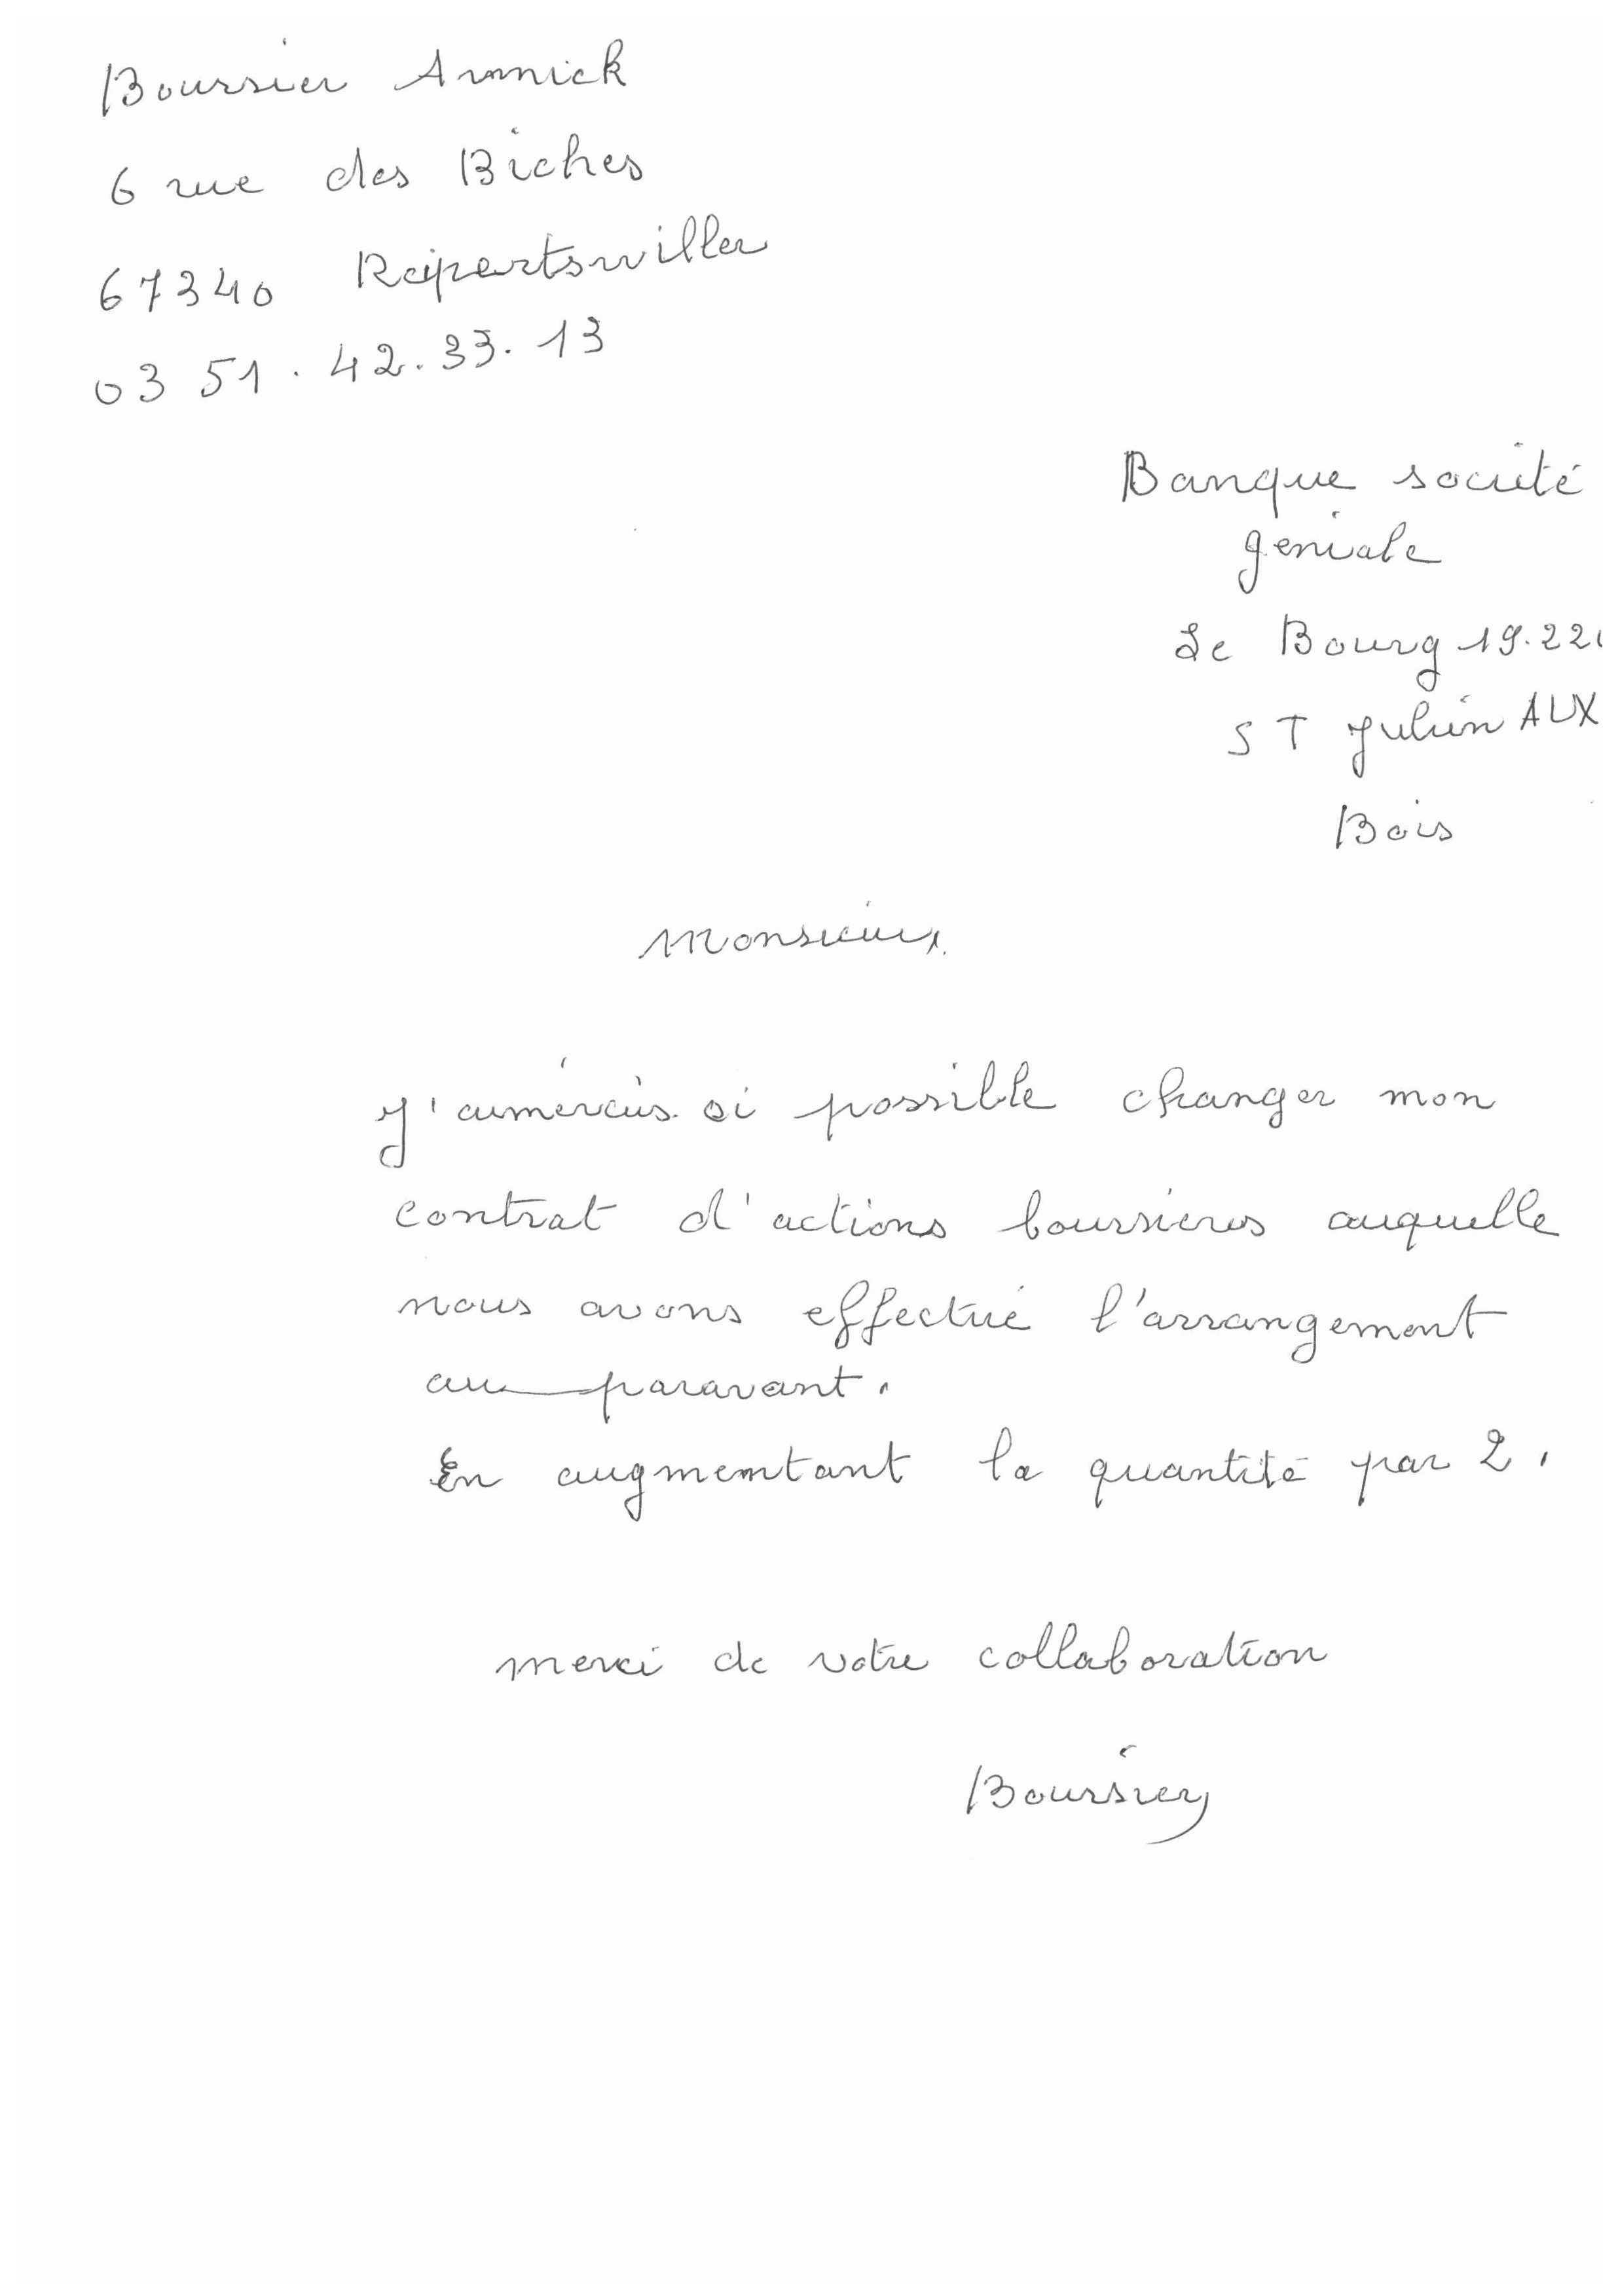 Boursier Annick
6 rue des Biches
67340 Reipertswiller
03 51. 42. 33. 13
Banque société
géniale
Le Bourg 19.22
ST Julien AUX
Bois
Monsieur,
J'aimerais si possible changer mon
contrat d'actions boursieres auquelle
nous avons effectué l'arrangement
au paravant.
En augmentant la quantité par 2.
merci de votre collaboration
Boursier